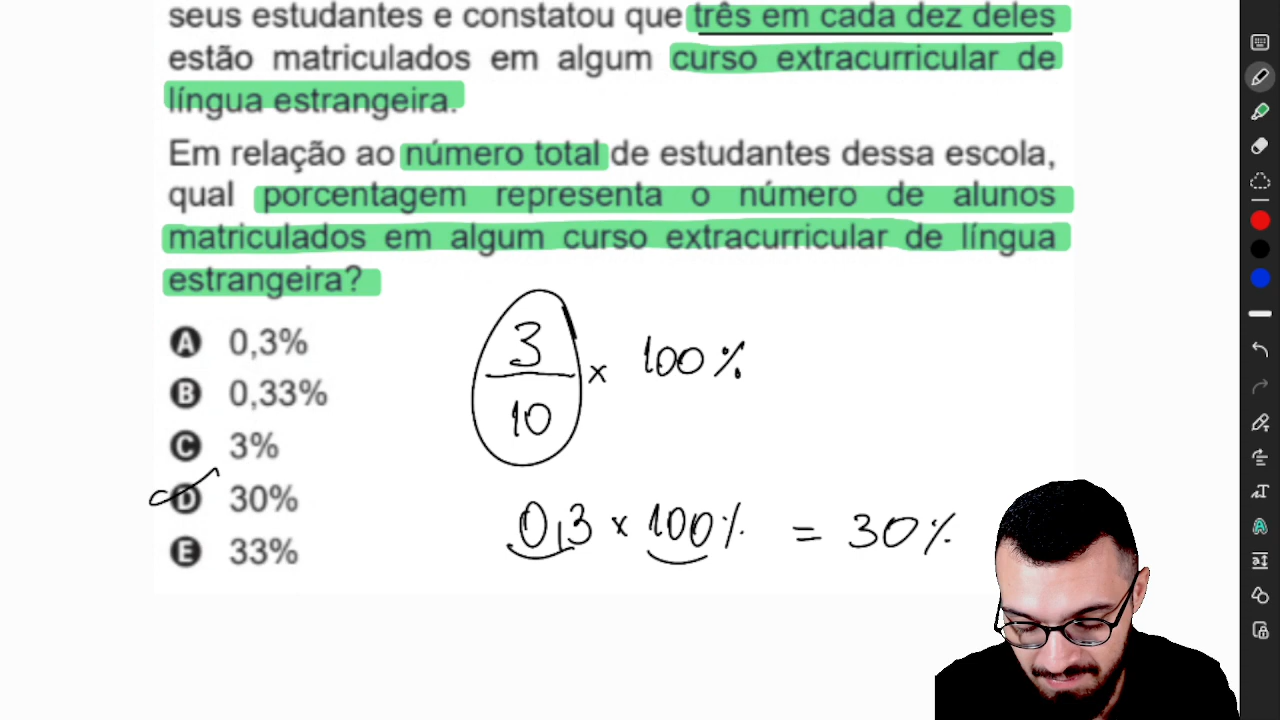 seus estudantes e constatou que três em cada dez deles
estão matriculados em algum curso extracurricular de
língua estrangeira.
Em relação ao número total de estudantes dessa escola,
qual porcentagem representa o número de alunos
matriculados em algum curso extracurricular de língua
estrangeira?
A 0,3%
B 0,33%
C 3%
D 30%
E 33%
3
10
x 100%
0,3 x 100% = 30%